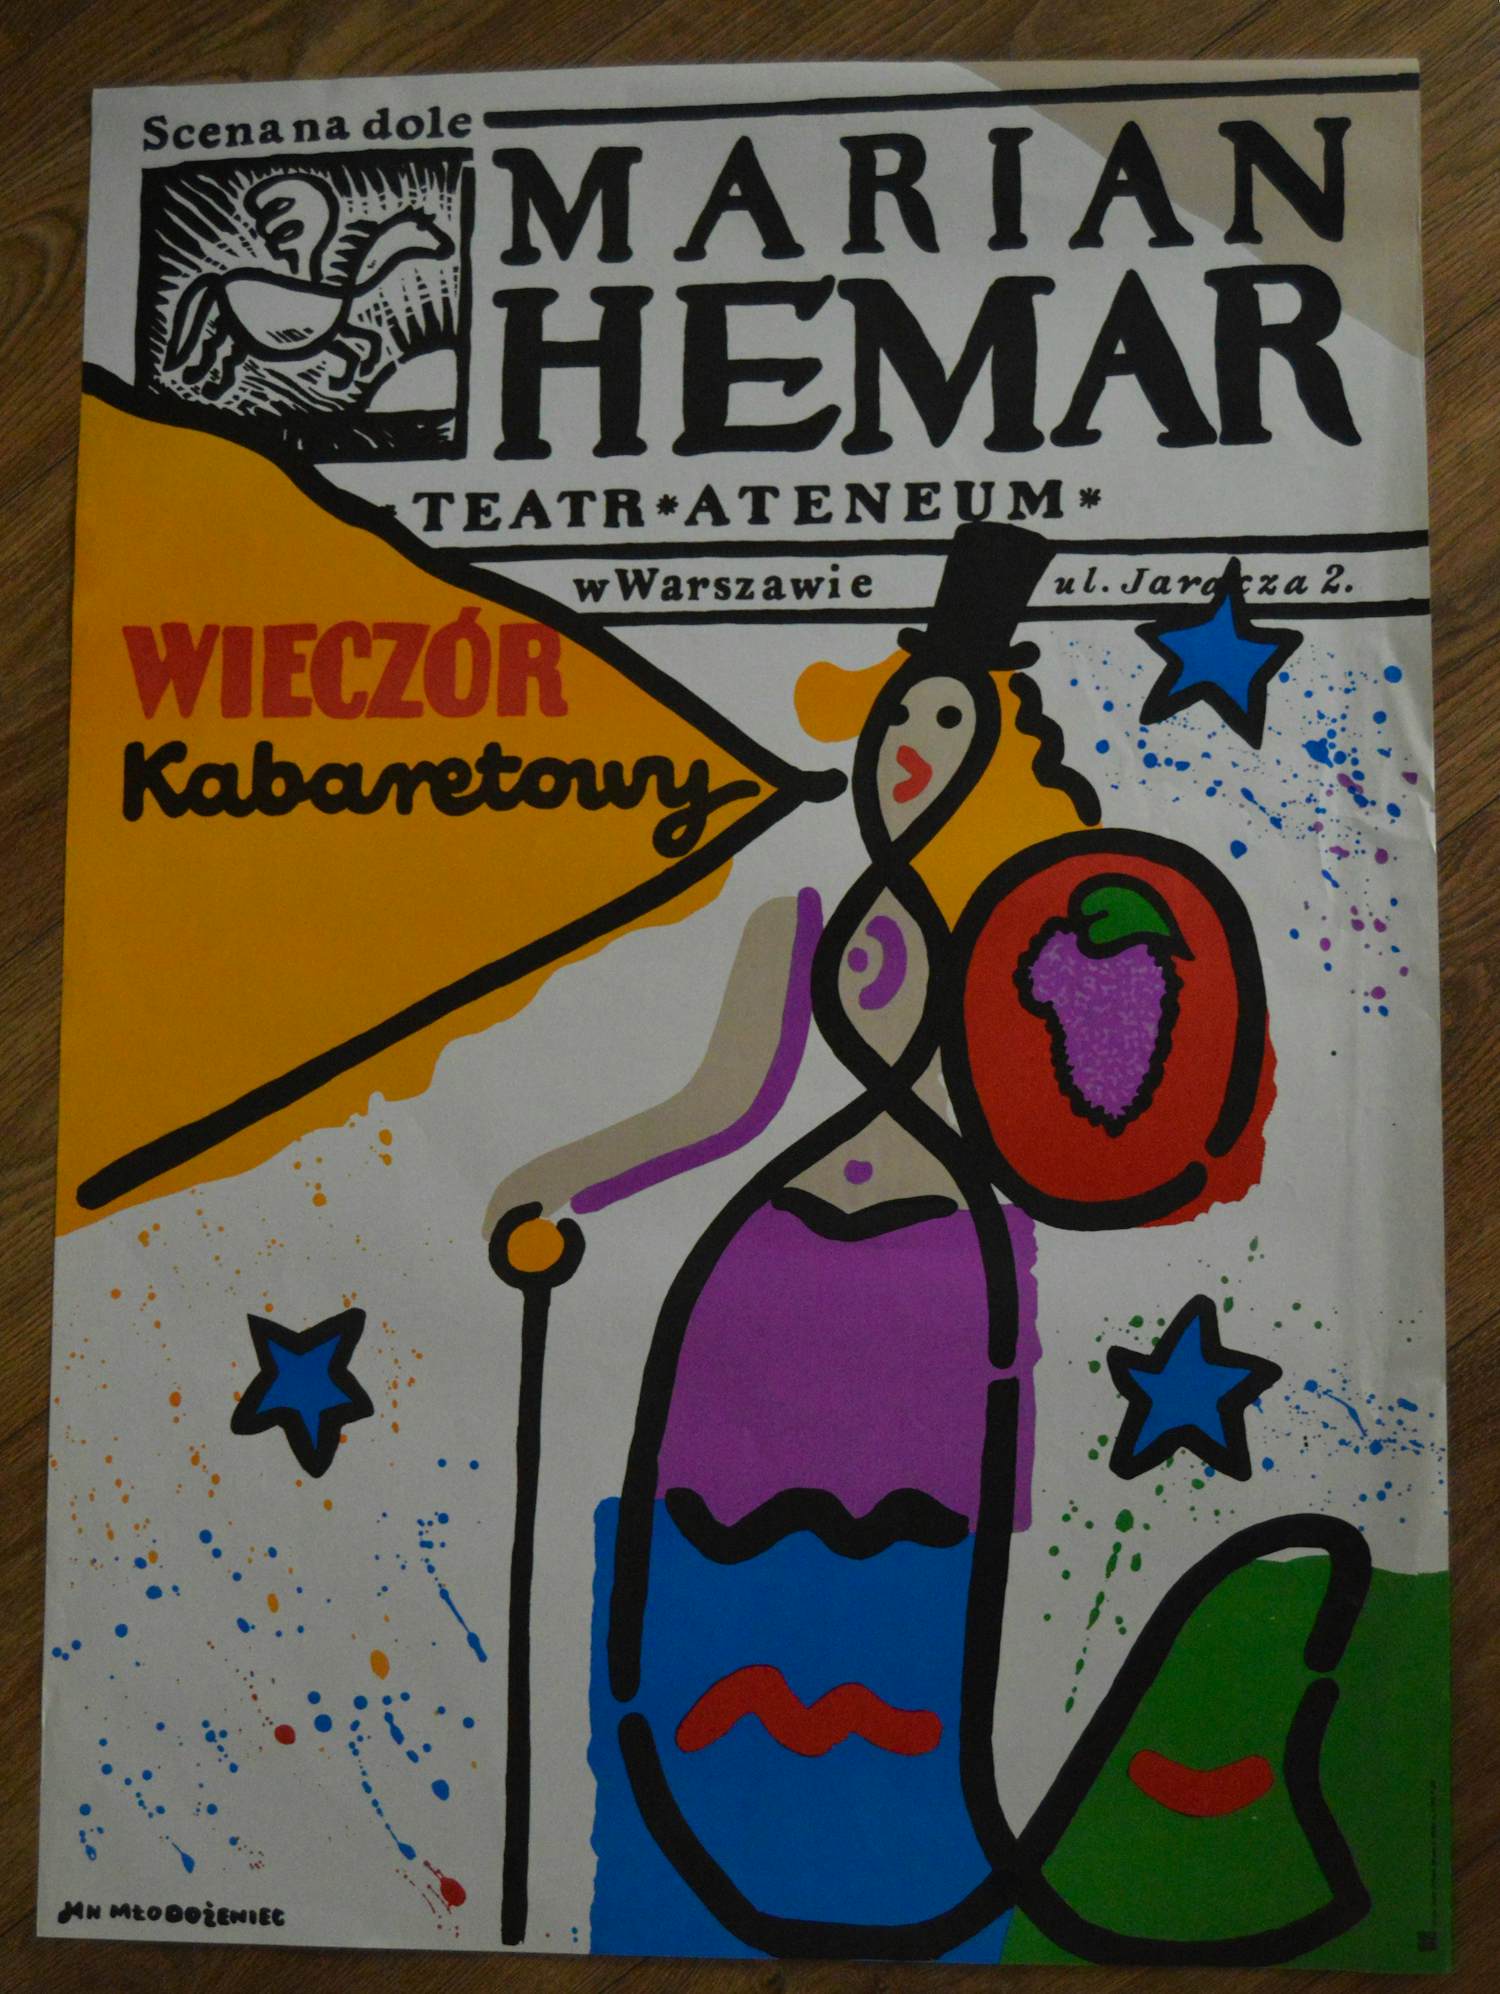 Scena na dole
MARIAN
HEMAR
* TEATR * ATENEUM *
w Warszawie ul. Jaracza 2.
WIECZÓR
Kabaretowy
JAN MŁODOŻENIEC